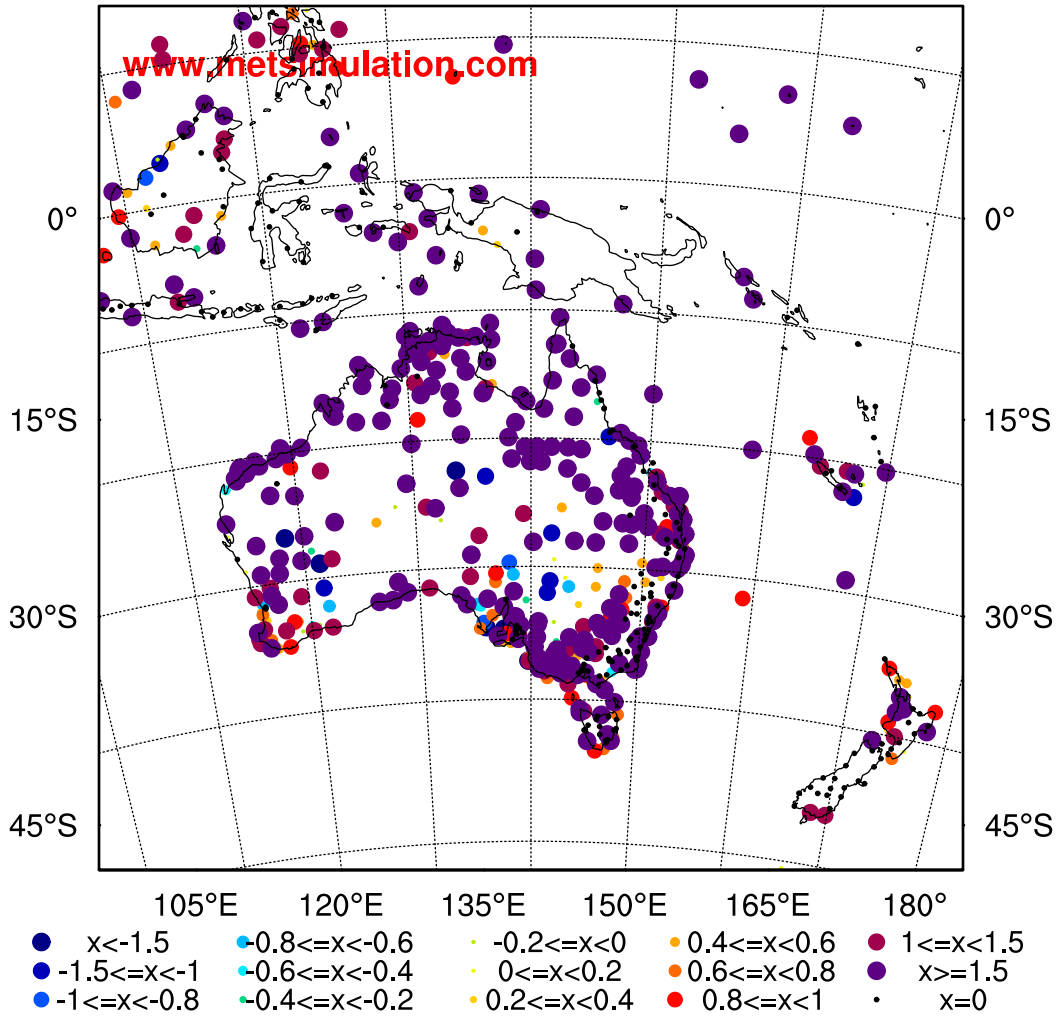 www.metsimulation.com
0° 0°
15°S 15°S
30°S 30°S
45°S 45°S
105°E 120°E 135°E 150°E 165°E 180°
x<-1.5 -0.8<=x<-0.6 -0.2<=x<0 0.4<=x<0.6 1<=x<1.5
-1.5<=x<-1 -0.6<=x<-0.4 0<=x<0.2 0.6<=x<0.8 x>=1.5
-1<=x<-0.8 -0.4<=x<-0.2 0.2<=x<0.4 0.8<=x<1 x=0